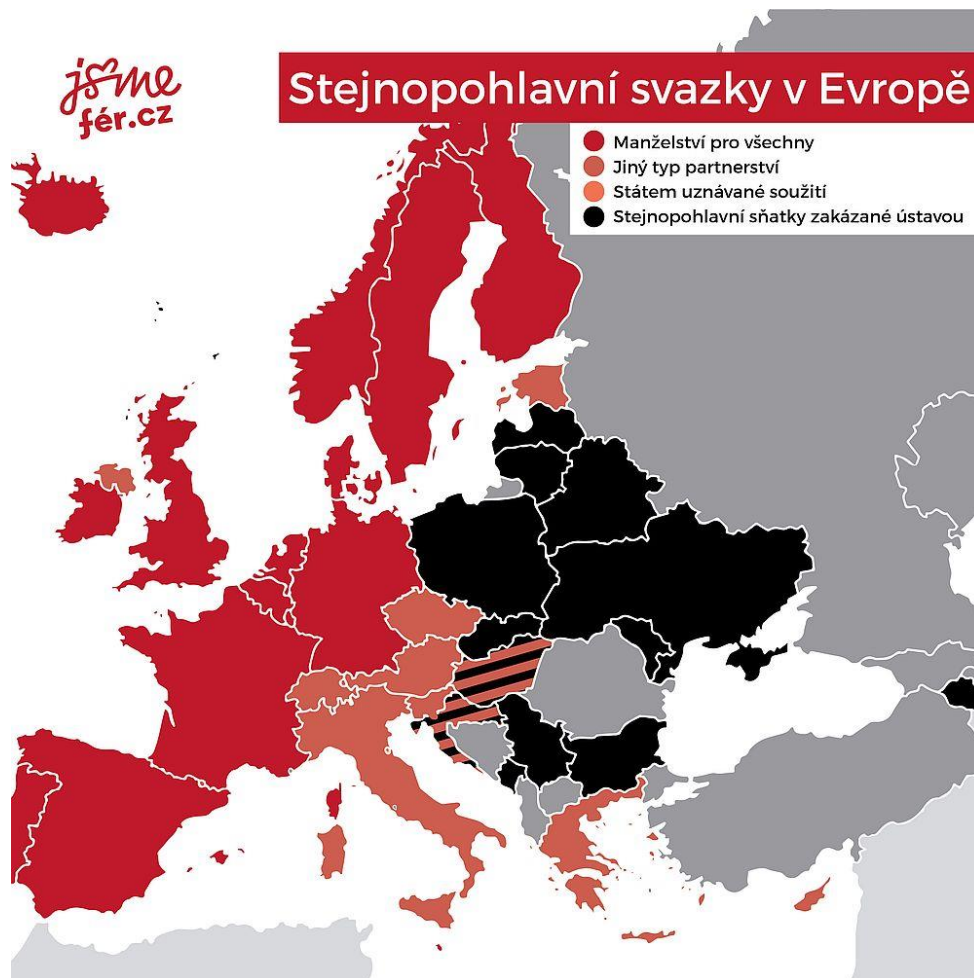 jsme
fér.cz
Stejnopohlavní svazky v Evropě
Manželství pro všechny
Jiný typ partnerství
Státem uznávané soužití
Stejnopohlavní sňatky zakázané ústavou